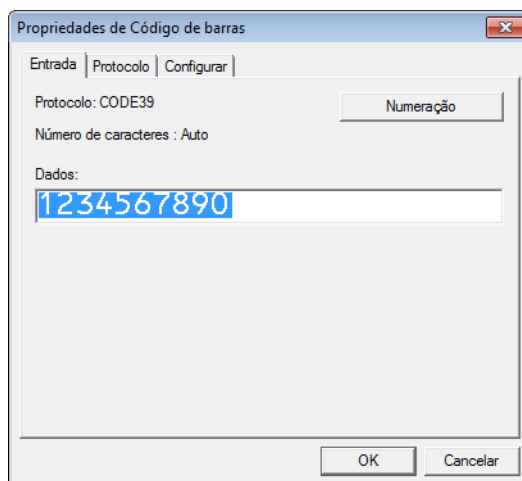 Propriedades de Código de barras
Entrada Protocolo Configurar
Protocolo: CODE39 Numeração
Número de caracteres : Auto
Dados:
1234567890
OK Cancelar